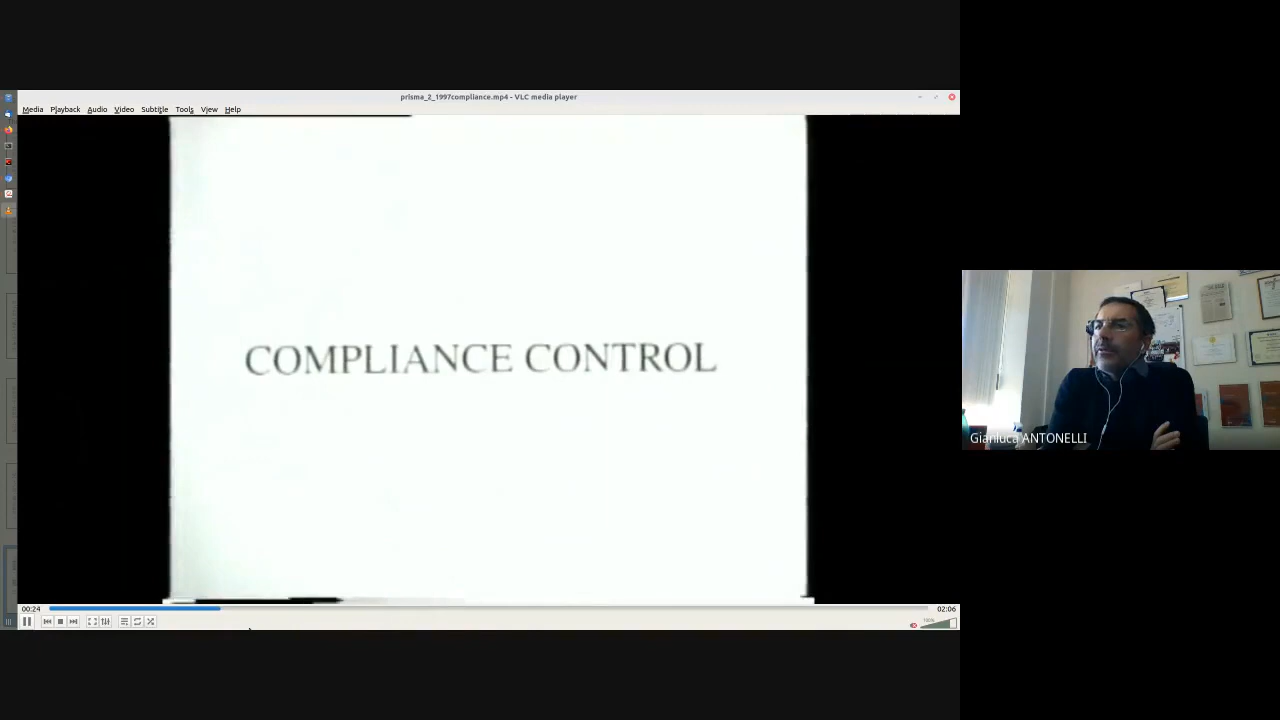 prisma_2_1997compliance.mp4 - VLC media player
Media Playback Audio Video Subtitle Tools View Help
COMPLIANCE CONTROL
Gianluca ANTONELLI
00:24
02:06
100%